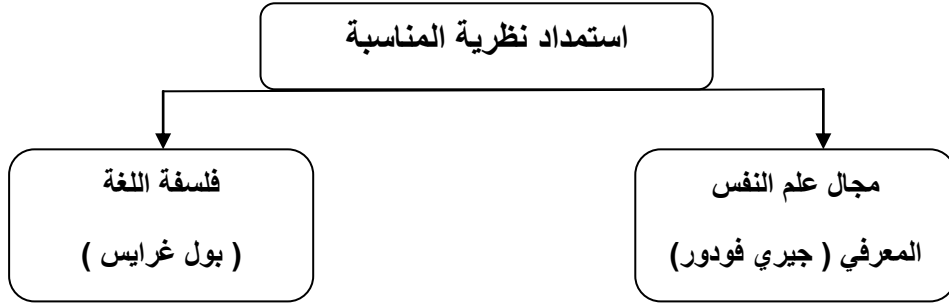 استمداد نظرية المناسبة
مجال علم النفس
المعرفي ( جيري فودور)
فلسفة اللغة
( بول غرايس )